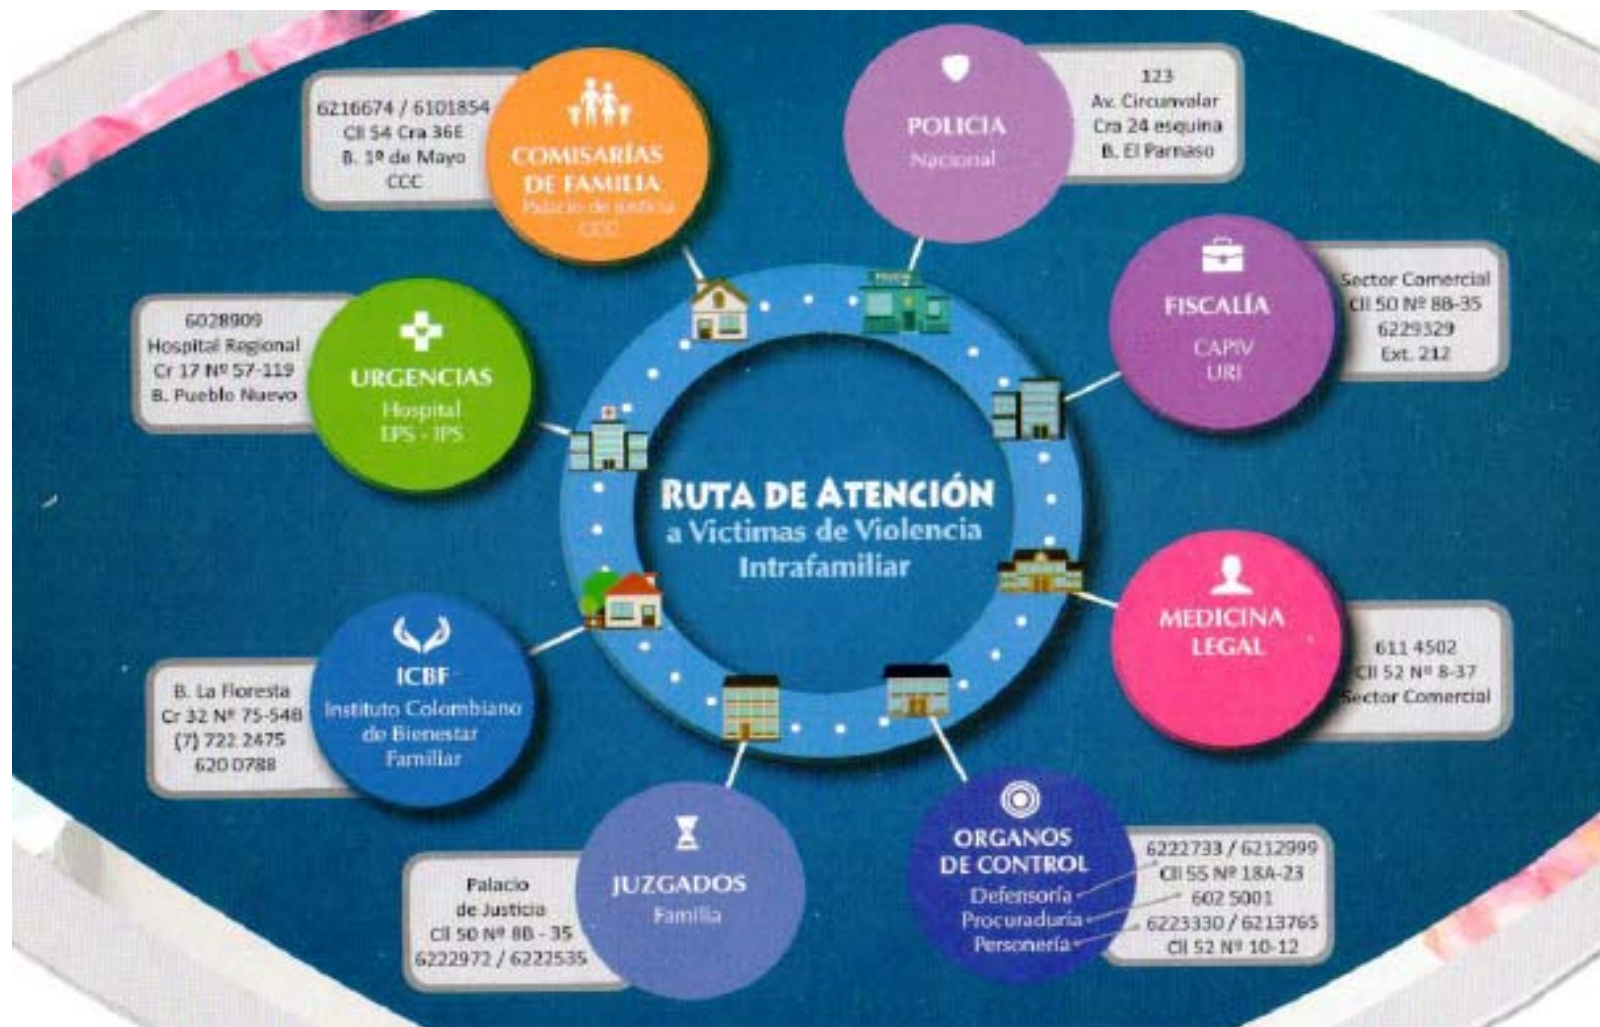 RUTA DE ATENCIÓN
a Victimas de Violencia
Intrafamiliar
6216674 / 6101854
Cll 54 Cra 36E
B. 1º de Mayo
CCC
COMISARÍAS
DE FAMILIA
Palacio de justicia
CCC
POLICIA
Nacional
123
Av. Circunvalar
Cra 24 esquina
B. El Parnaso
FISCALÍA
CAPIV
URI
Sector Comercial
Cll 50 Nº 8B-35
6229329
Ext. 212
MEDICINA
LEGAL
611 4502
Cll 52 Nº 8-37
Sector Comercial
ORGANOS
DE CONTROL
Defensoría
Procuraduría
Personería
6222733 / 6212999
Cll 55 Nº 18A-23
602 5001
6223330 / 6213765
Cll 52 Nº 10-12
JUZGADOS
Familia
Palacio
de Justicia
Cll 50 Nº 8B - 35
6222972 / 6222535
ICBF
Instituto Colombiano
de Bienestar
Familiar
B. La Floresta
Cr 32 Nº 75-54B
(7) 722 2475
620 0788
URGENCIAS
Hospital
EPS - IPS
6028909
Hospital Regional
Cr 17 Nº 57-119
B. Pueblo Nuevo